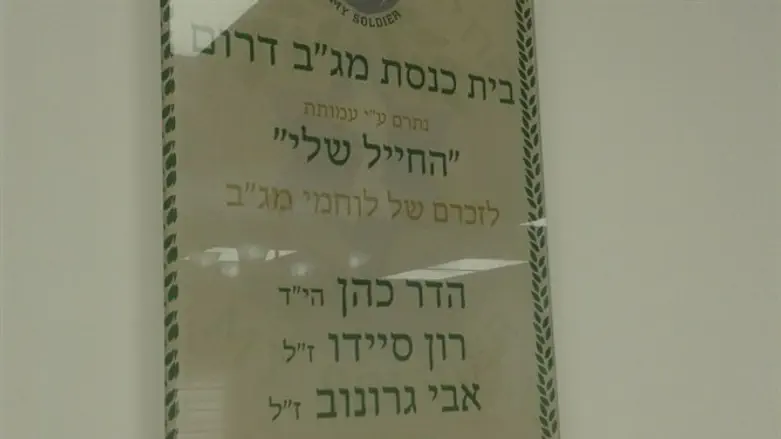 MY SOLDIER
בית כנסת מג"ב דרום
נתרם ע"י עמותת
"החייל שלי"
לזכרם של לוחמי מג"ב
הדר כהן הי"ד
רון סיידו ז"ל
אבי גרונוב ז"ל